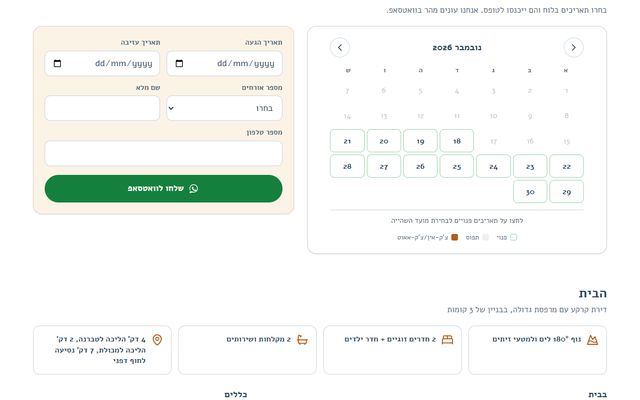 בחרו תאריכים בלוח והם ייכנסו לטופס. אנחנו עונים מהר בוואטסאפ.
נובמבר 2026
א ב ג ד ה ו ש
1 2 3 4 5 6 7
8 9 10 11 12 13 14
15 16 17 18 19 20 21
22 23 24 25 26 27 28
29 30
לחצו על תאריכים פנויים לבחירת מועד השהייה
פנוי תפוס צ'ק-אין/צ'ק-אאוט
תאריך הגעה תאריך עזיבה
dd/mm/yyyy dd/mm/yyyy
מספר אורחים שם מלא
בחרו
מספר טלפון
שלחו לוואטסאפ
הבית
דירת קרקע עם מרפסת גדולה, בבניין של 3 קומות
נוף 180° לים ולמטעי זיתים
2 חדרים זוגיים + חדר ילדים
2 מקלחות ושירותים
4 דק' הליכה לטברנה, 2 דק'
הליכה למכולת, 7 דק' נסיעה
לחוף דפני
בבית כללים